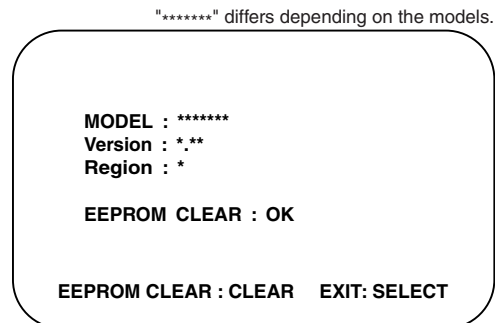 "*******" differs depending on the models.
MODEL : *******
Version : *.**
Region : *
EEPROM CLEAR : OK
EEPROM CLEAR : CLEAR EXIT: SELECT